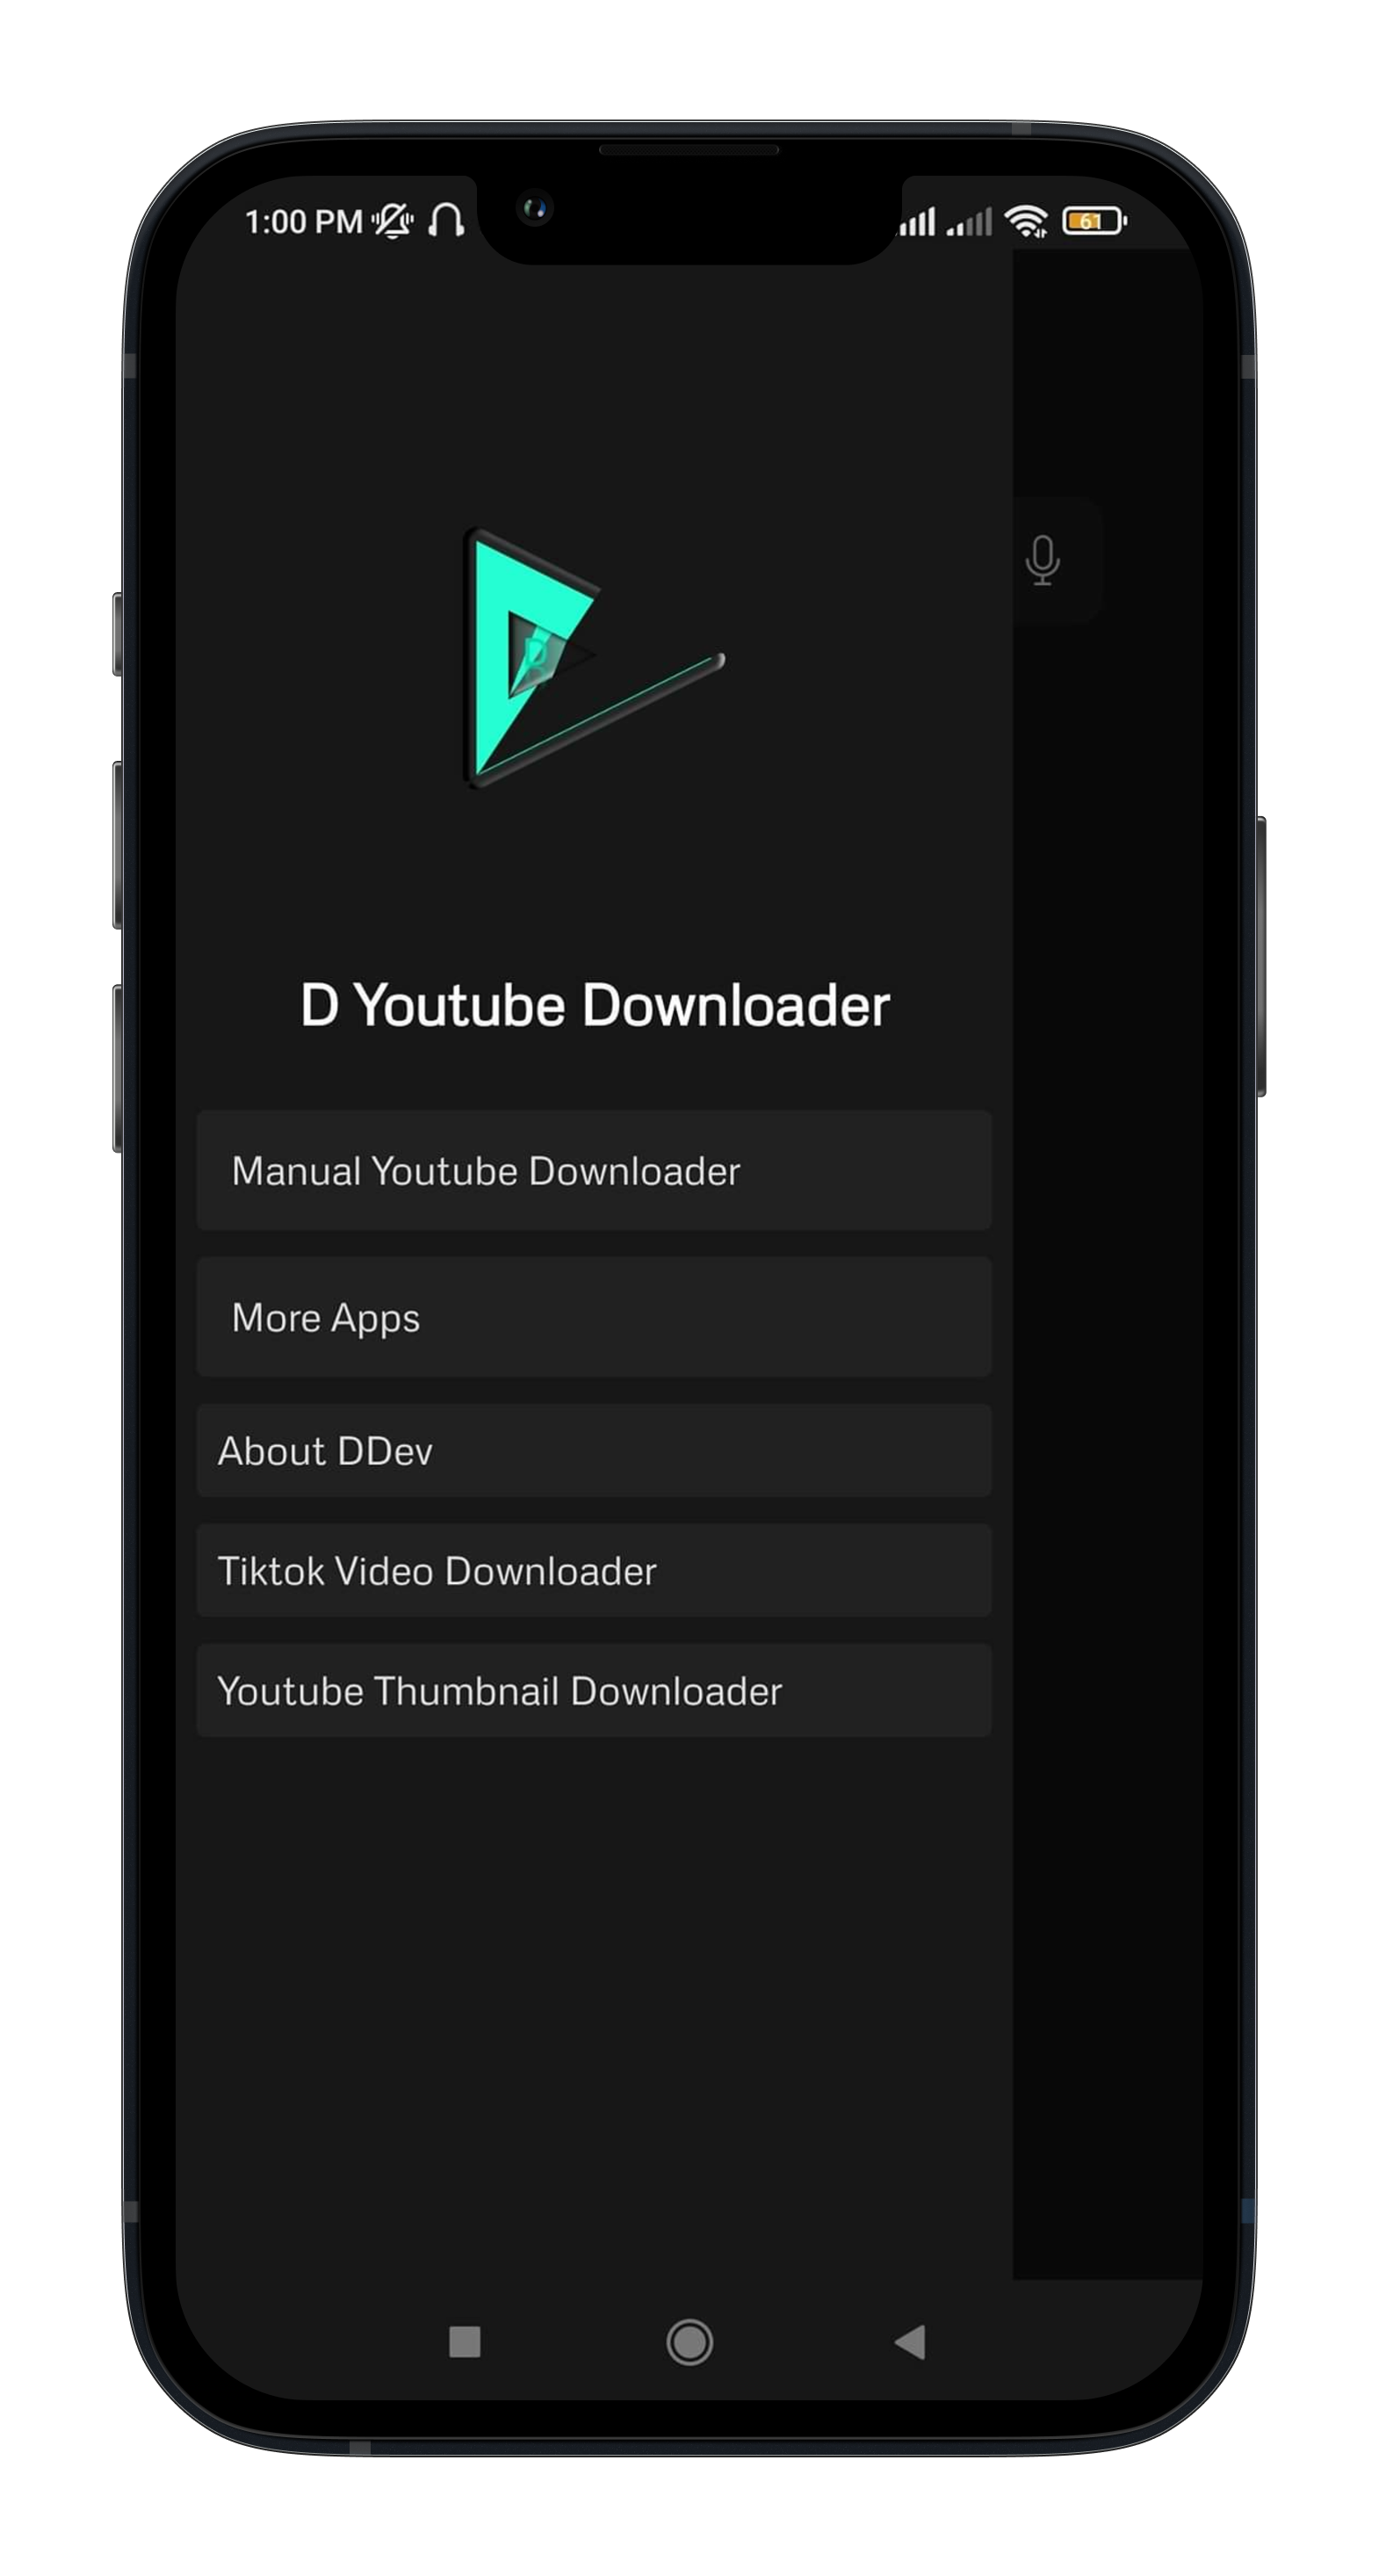 1:00 PM
61
D
D Youtube Downloader
Manual Youtube Downloader
More Apps
About DDev
Tiktok Video Downloader
Youtube Thumbnail Downloader